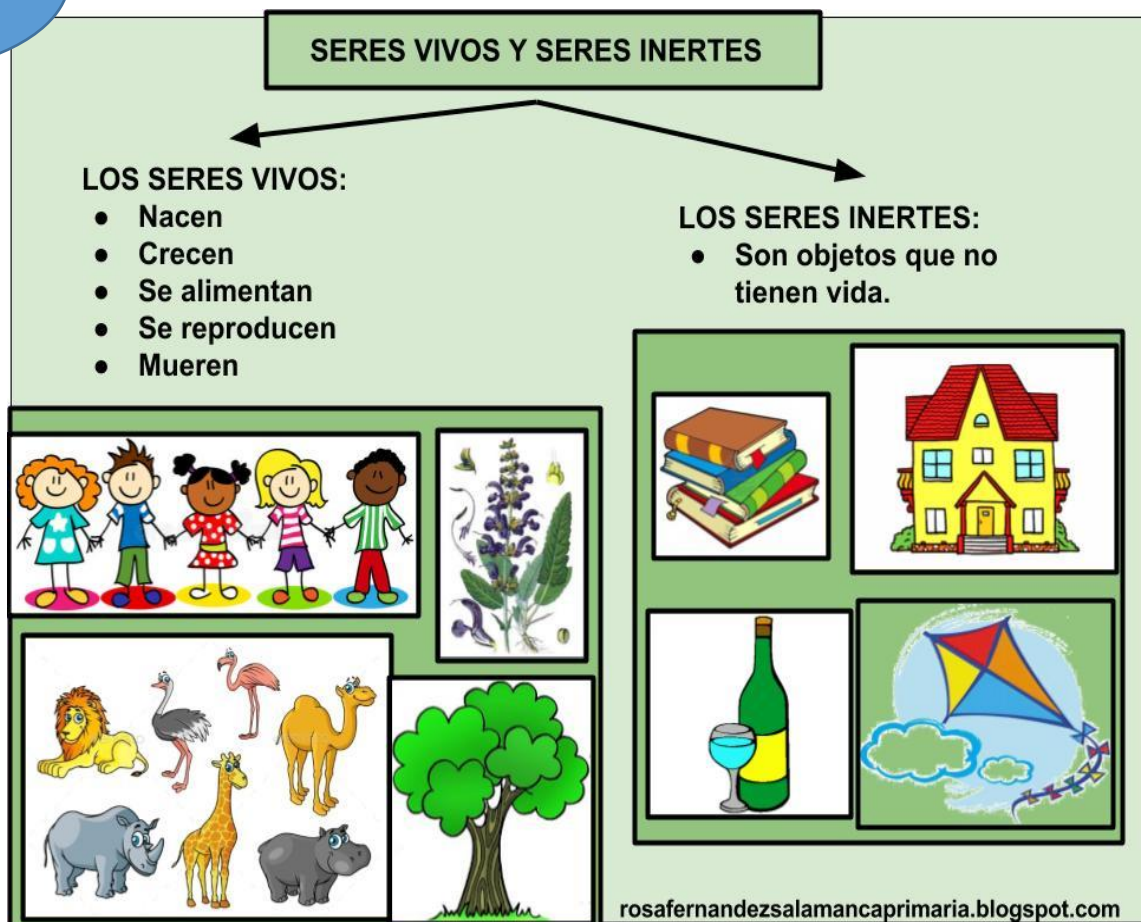 SERES VIVOS Y SERES INERTES
LOS SERES VIVOS:
● Nacen
● Crecen
● Se alimentan
● Se reproducen
● Mueren
LOS SERES INERTES:
● Son objetos que no
tienen vida.
rosafernandezsalamancaprimaria.blogspot.com